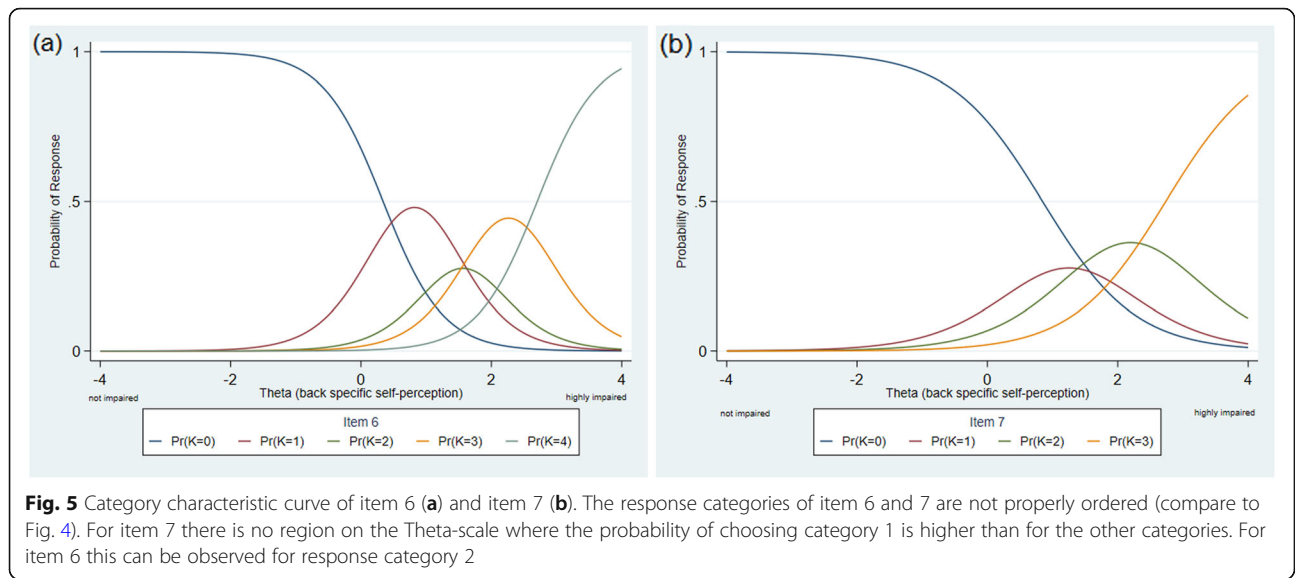 (a)
1
.5
0
Probability of Response
-4 -2 0 2 4
Theta (back specific self-perception)
not impaired highly impaired
Item 6
Pr(K=0) Pr(K=1) Pr(K=2) Pr(K=3) Pr(K=4)
(b)
1
.5
0
Probability of Response
-4 -2 0 2 4
Theta (back specific self-perception)
not impaired highly impaired
Item 7
Pr(K=0) Pr(K=1) Pr(K=2) Pr(K=3)
Fig. 5 Category characteristic curve of item 6 (a) and item 7 (b). The response categories of item 6 and 7 are not properly ordered (compare to
Fig. 4). For item 7 there is no region on the Theta-scale where the probability of choosing category 1 is higher than for the other categories. For
item 6 this can be observed for response category 2